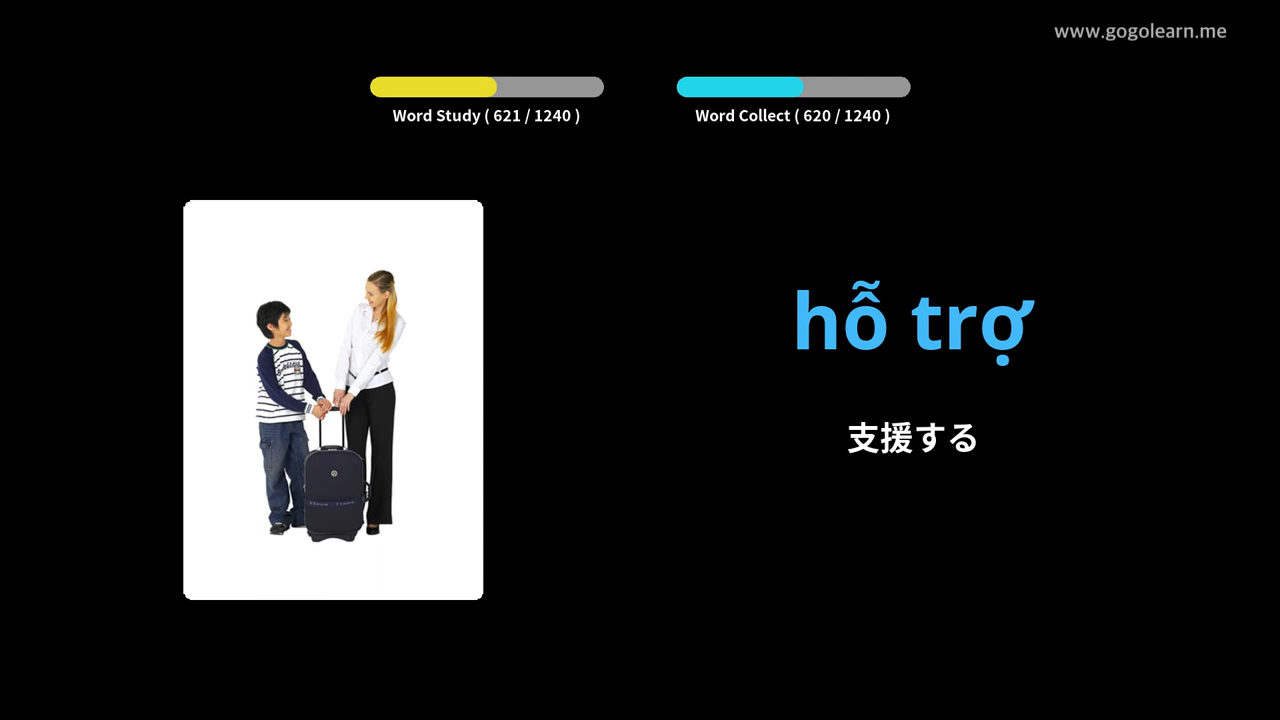 www.gogolearn.me
Word Study ( 621 / 1240 )
Word Collect ( 620 / 1240 )
hỗ trợ
支援する